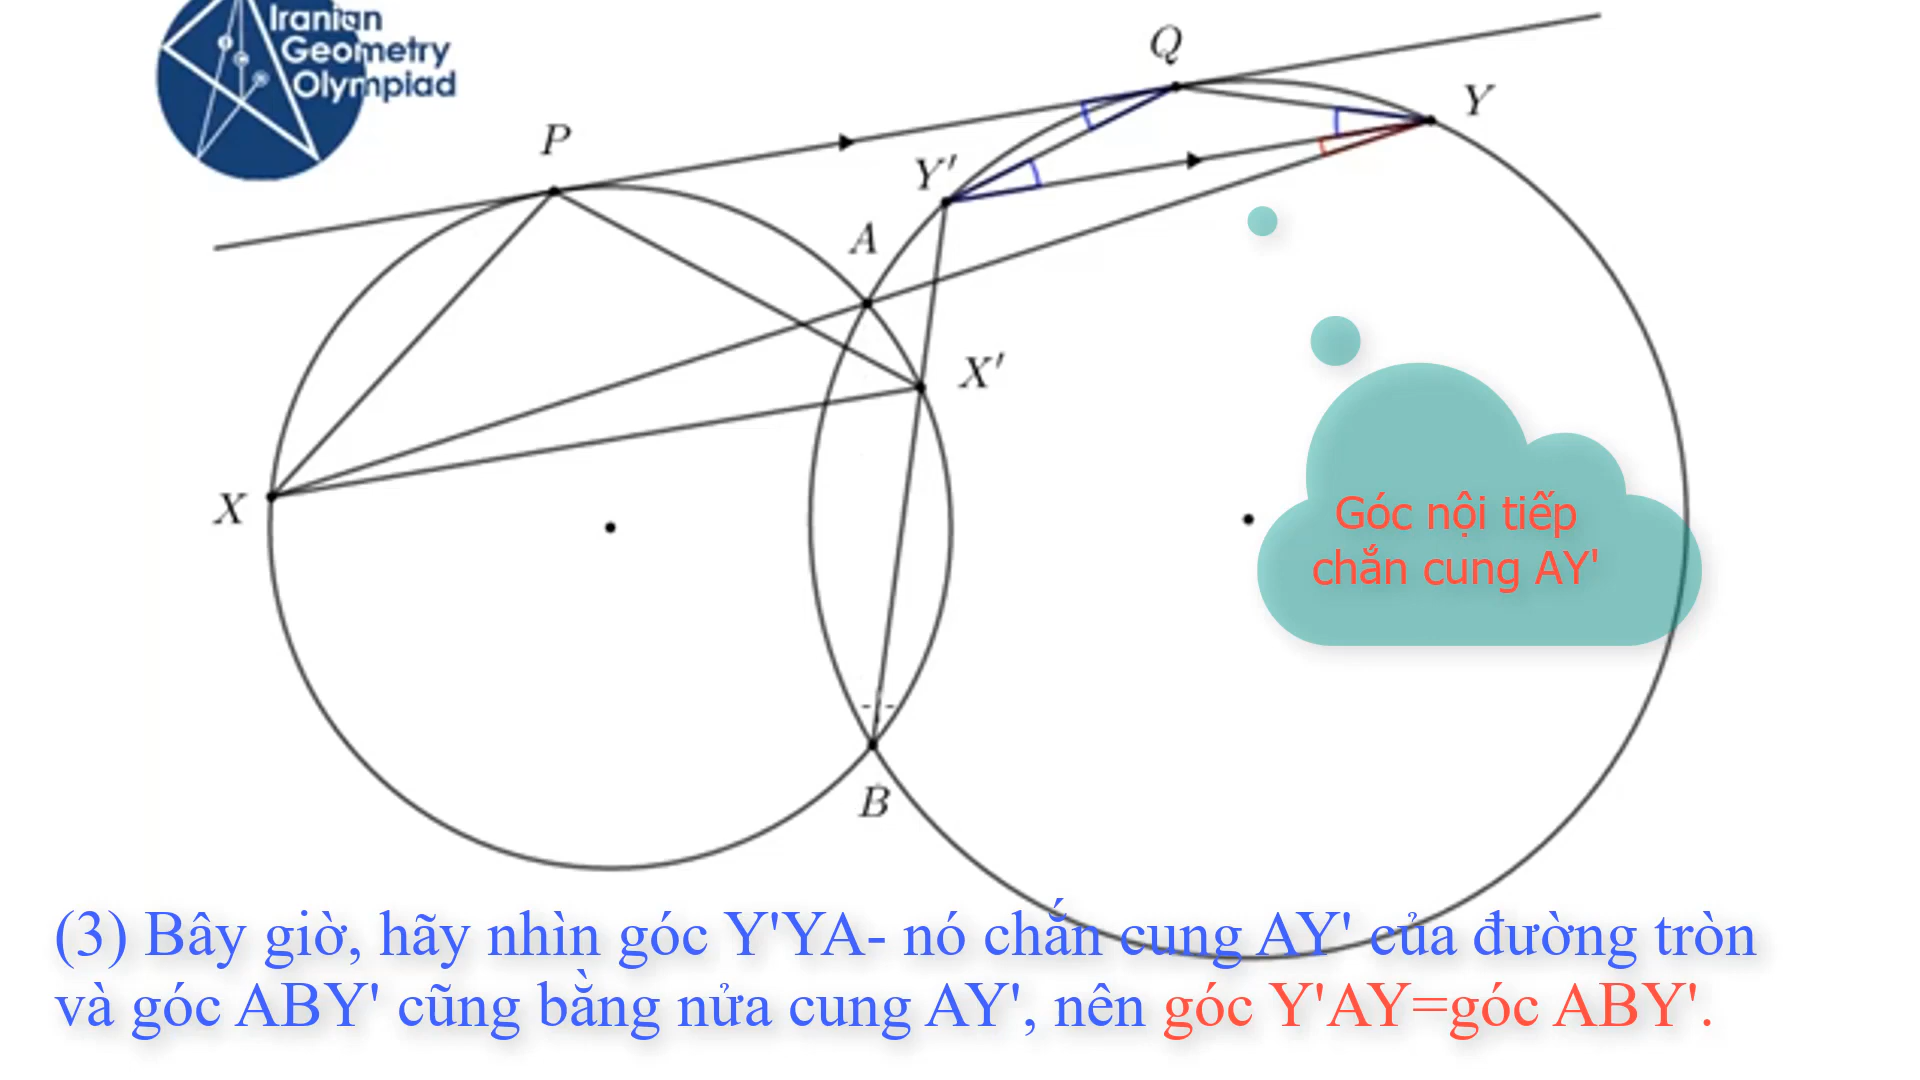 Iranian
Geometry
Olympiad
Q
Y
P
Y'
A
X'
X
Góc nội tiếp
chắn cung AY'
B
(3) Bây giờ, hãy nhìn góc Y'YA- nó chắn cung AY' của đường tròn
và góc ABY' cũng bằng nửa cung AY', nên góc Y'AY=góc ABY'.